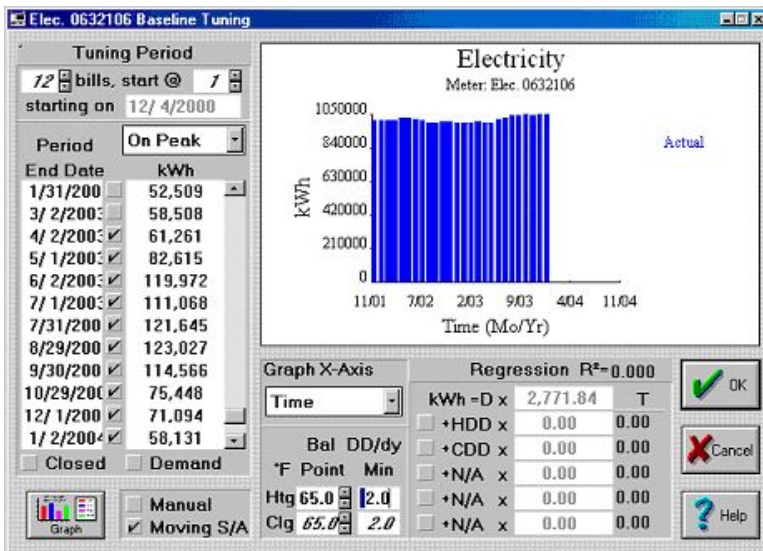 Elec. 0632106 Baseline Tuning
Tuning Period
12 bills, start @ 1
starting on 12/ 4/2000
Period On Peak
End Date kWh
1/31/200 52,509
3/ 2/2003 58,508
4/ 2/2003 61,261
5/ 1/2003 82,615
6/ 2/2003 119,972
7/ 1/2003 111,068
7/31/200 121,645
8/29/200 123,027
9/30/200 114,566
10/29/200 75,448
12/ 1/200 71,094
1/ 2/2004 58,131
Closed Demand
Graph
Manual
Moving S/A
Electricity
Meter: Elec. 0632106
1050000
840000
630000
420000
210000
0
kWh
11/01 7/02 2/03 9/03 4/04 11/04
Time (Mo/Yr)
Actual
Graph X-Axis
Time
Bal DD/dy
°F Point Min
Htg 65.0 2.0
Clg 65.0 2.0
Regression R²=0.000
kWh =D x 2,771.84 T
+HDD x 0.00 0.00
+CDD x 0.00 0.00
+N/A x 0.00 0.00
+N/A x 0.00 0.00
+N/A x 0.00 0.00
OK
Cancel
Help